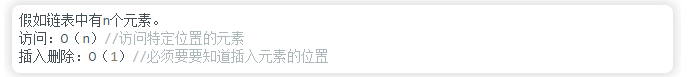 假如链表中有n个元素。
访问：O（n）//访问特定位置的元素
插入删除：O（1）//必须要要知道插入元素的位置